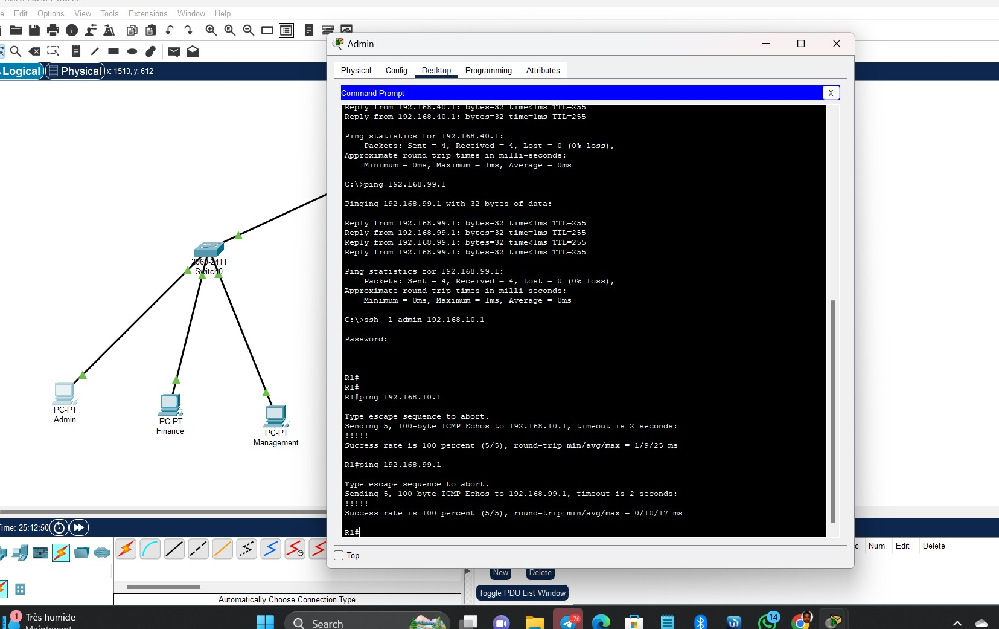 Cisco Packet Tracer
Edit Options View Tools Extensions Window Help
Logical Physical x: 1513, y: 612
2960-24TT
Switch0
PC-PT
Admin
PC-PT
Finance
PC-PT
Management
Admin
Physical Config Desktop Programming Attributes
Command Prompt X
Reply from 192.168.40.1: bytes=32 time<1ms TTL=255
Reply from 192.168.40.1: bytes=32 time=1ms TTL=255
Ping statistics for 192.168.40.1:
Packets: Sent = 4, Received = 4, Lost = 0 (0% loss),
Approximate round trip times in milli-seconds:
Minimum = 0ms, Maximum = 1ms, Average = 0ms
C:\>ping 192.168.99.1
Pinging 192.168.99.1 with 32 bytes of data:
Reply from 192.168.99.1: bytes=32 time<1ms TTL=255
Reply from 192.168.99.1: bytes=32 time=1ms TTL=255
Reply from 192.168.99.1: bytes=32 time<1ms TTL=255
Reply from 192.168.99.1: bytes=32 time<1ms TTL=255
Ping statistics for 192.168.99.1:
Packets: Sent = 4, Received = 4, Lost = 0 (0% loss),
Approximate round trip times in milli-seconds:
Minimum = 0ms, Maximum = 1ms, Average = 0ms
C:\>ssh -l admin 192.168.10.1
Password:
R1#
R1#
R1#ping 192.168.10.1
Type escape sequence to abort.
Sending 5, 100-byte ICMP Echos to 192.168.10.1, timeout is 2 seconds:
!!!!!
Success rate is 100 percent (5/5), round-trip min/avg/max = 1/9/25 ms
R1#ping 192.168.99.1
Type escape sequence to abort.
Sending 5, 100-byte ICMP Echos to 192.168.99.1, timeout is 2 seconds:
!!!!!
Success rate is 100 percent (5/5), round-trip min/avg/max = 0/10/17 ms
R1#
Top
ime: 25:12:50
c Num Edit Delete
New Delete
Toggle PDU List Window
Automatically Choose Connection Type
1 Très humide
Maintenant
Search
76
14